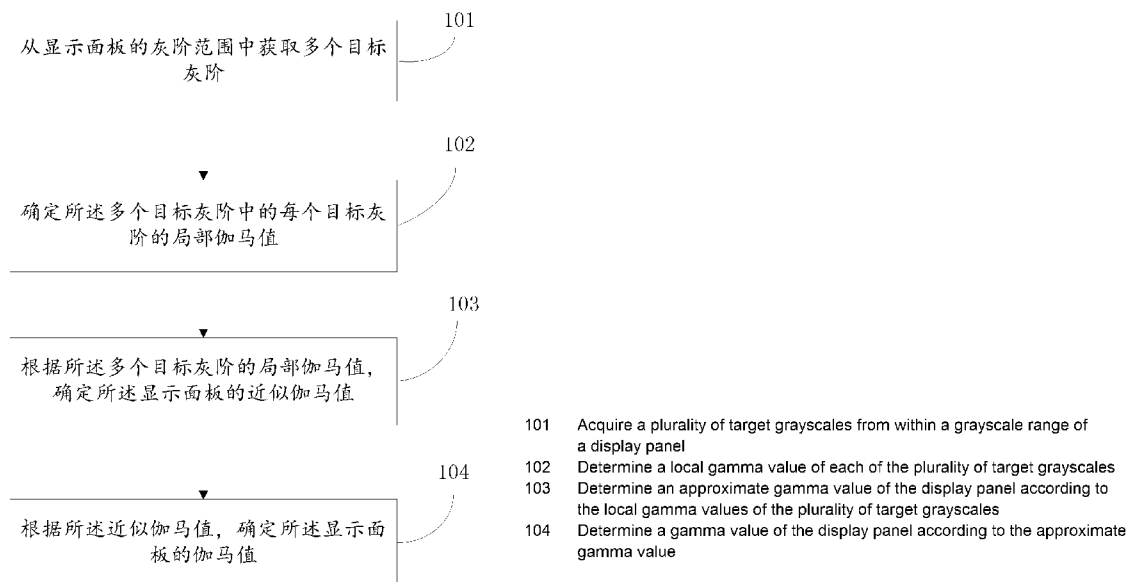 101
从显示面板的灰阶范围中获取多个目标
灰阶
102
确定所述多个目标灰阶中的每个目标灰
阶的局部伽马值
103
根据所述多个目标灰阶的局部伽马值，
确定所述显示面板的近似伽马值
104
根据所述近似伽马值，确定所述显示面
板的伽马值
101 Acquire a plurality of target grayscales from within a grayscale range of
a display panel
102 Determine a local gamma value of each of the plurality of target grayscales
103 Determine an approximate gamma value of the display panel according to
the local gamma values of the plurality of target grayscales
104 Determine a gamma value of the display panel according to the approximate
gamma value